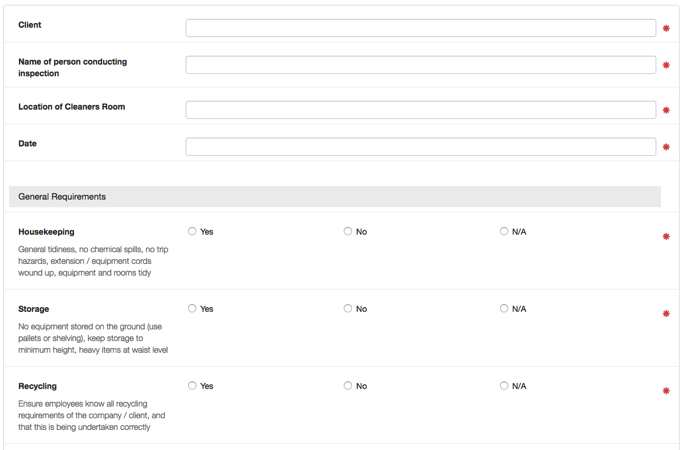 Client
Name of person conducting
inspection
Location of Cleaners Room
Date
General Requirements
Housekeeping
Yes
No
N/A
General tidiness, no chemical spills, no trip
hazards, extension / equipment cords
wound up, equipment and rooms tidy
Storage
Yes
No
N/A
No equipment stored on the ground (use
pallets or shelving), keep storage to
minimum height, heavy items at waist level
Recycling
Yes
No
N/A
Ensure employees know all recycling
requirements of the company / client, and
that this is being undertaken correctly